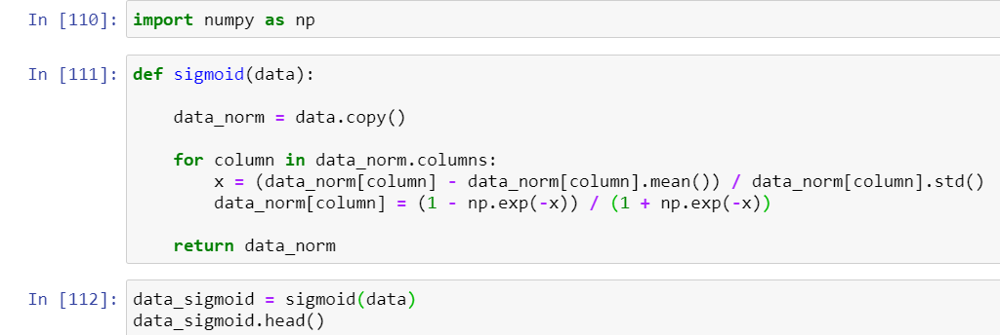 In [110]: import numpy as np
In [111]: def sigmoid(data):
data_norm = data.copy()
for column in data_norm.columns:
x = (data_norm[column] - data_norm[column].mean()) / data_norm[column].std()
data_norm[column] = (1 - np.exp(-x)) / (1 + np.exp(-x))
return data_norm
In [112]: data_sigmoid = sigmoid(data)
data_sigmoid.head()